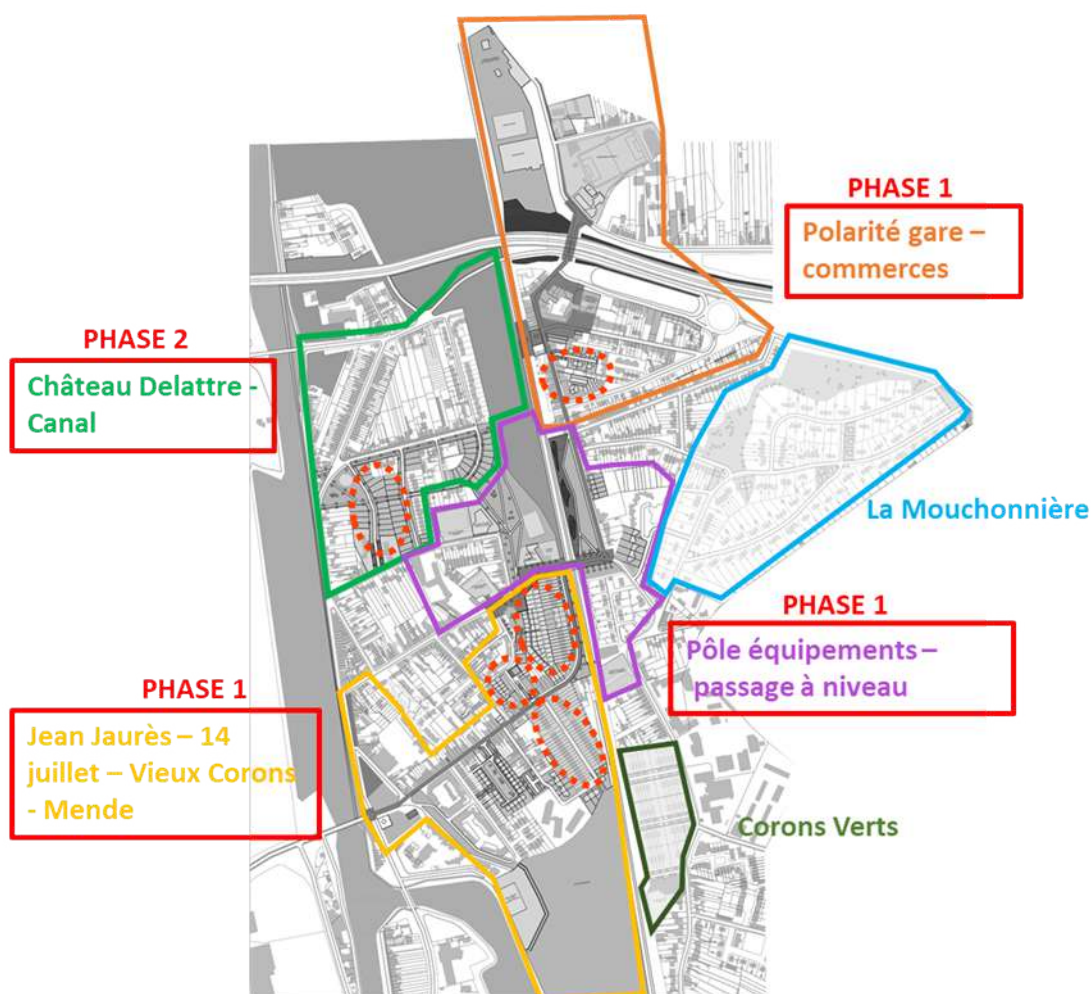 PHASE 1
Polarité gare –
commerces
PHASE 2
Château Delattre -
Canal
La Mouchonnière
PHASE 1
Pôle équipements –
passage à niveau
PHASE 1
Jean Jaurès – 14
juillet – Vieux Corons
- Mende
Corons Verts